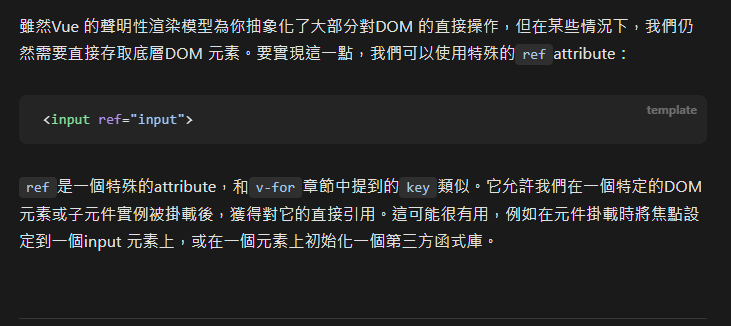 雖然Vue 的聲明性渲染模型為你抽象化了大部分對DOM 的直接操作，但在某些情況下，我們仍
然需要直接存取底層DOM 元素。要實現這一點，我們可以使用特殊的ref attribute：
template
<input ref="input">
ref 是一個特殊的attribute，和 v-for 章節中提到的 key 類似。它允許我們在一個特定的DOM
元素或子元件實例被掛載後，獲得對它的直接引用。這可能很有用，例如在元件掛載時將焦點設
定到一個input 元素上，或在一個元素上初始化一個第三方函式庫。